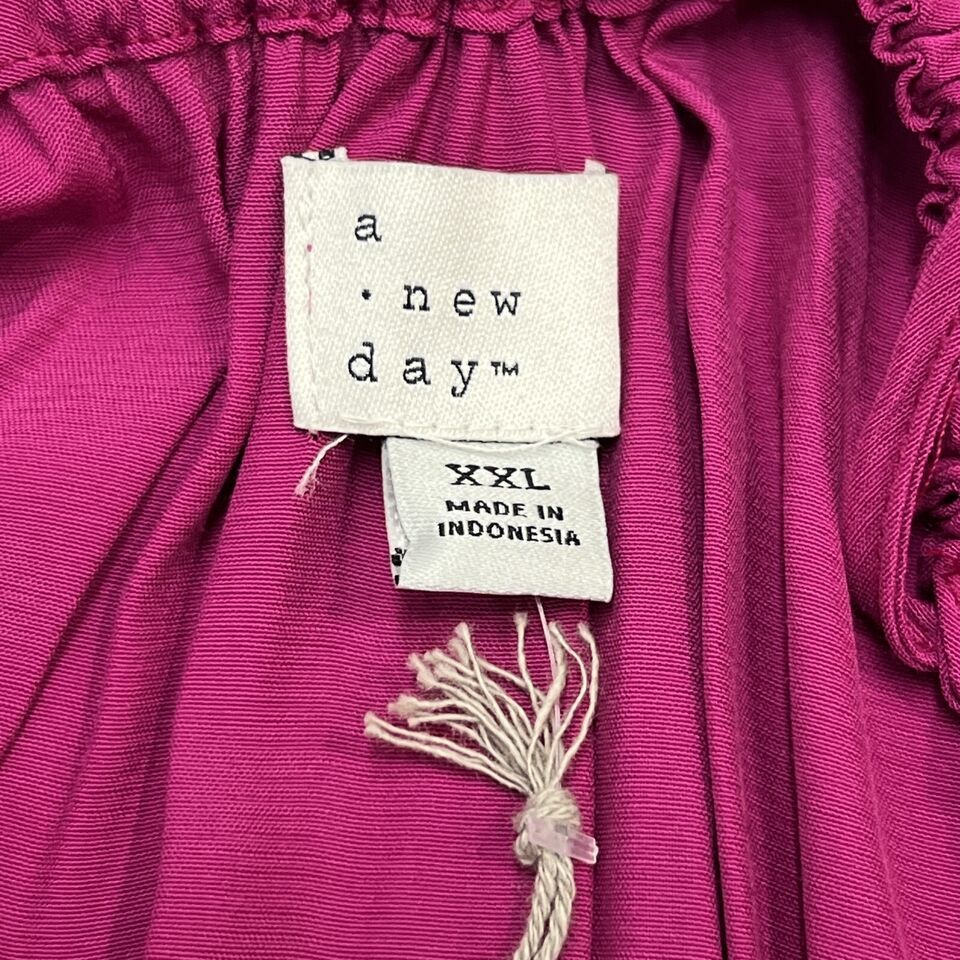 a
· new
day™
XXL
MADE IN
INDONESIA